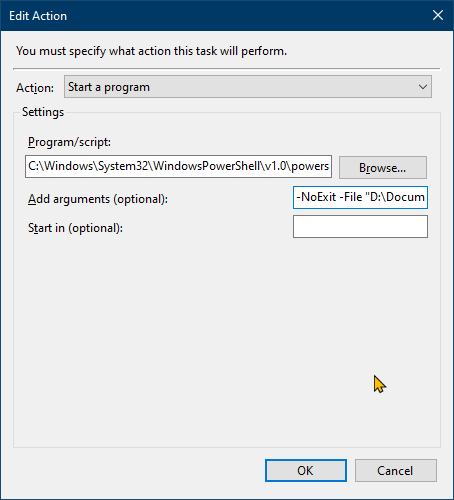 Edit Action
You must specify what action this task will perform.
Action: Start a program
Settings
Program/script:
C:\Windows\System32\WindowsPowerShell\v1.0\powers
Browse...
Add arguments (optional): -NoExit -File "D:\Docum
Start in (optional):
OK Cancel